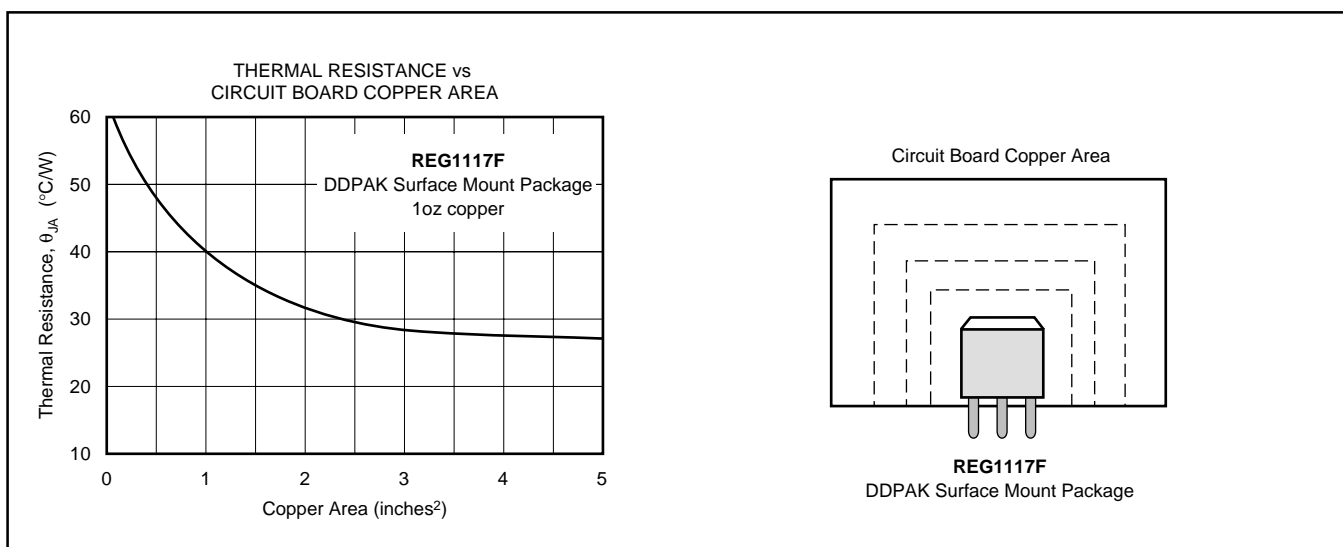 THERMAL RESISTANCE vs
CIRCUIT BOARD COPPER AREA
Thermal Resistance, θJA (°C/W)
60
50
40
30
20
10
0
1
2
3
4
5
Copper Area (inches²)
REG1117F
DDPAK Surface Mount Package
1oz copper
Circuit Board Copper Area
REG1117F
DDPAK Surface Mount Package